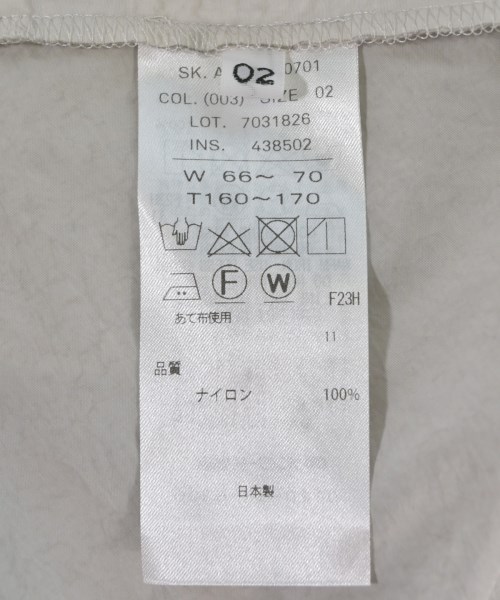 SK. A 02 0701
COL. (003) SIZE 02
LOT. 7031826
INS. 438502
W 66～ 70
T160～170
F W
F23H
あて布使用
11
品質
ナイロン 100%
日本製